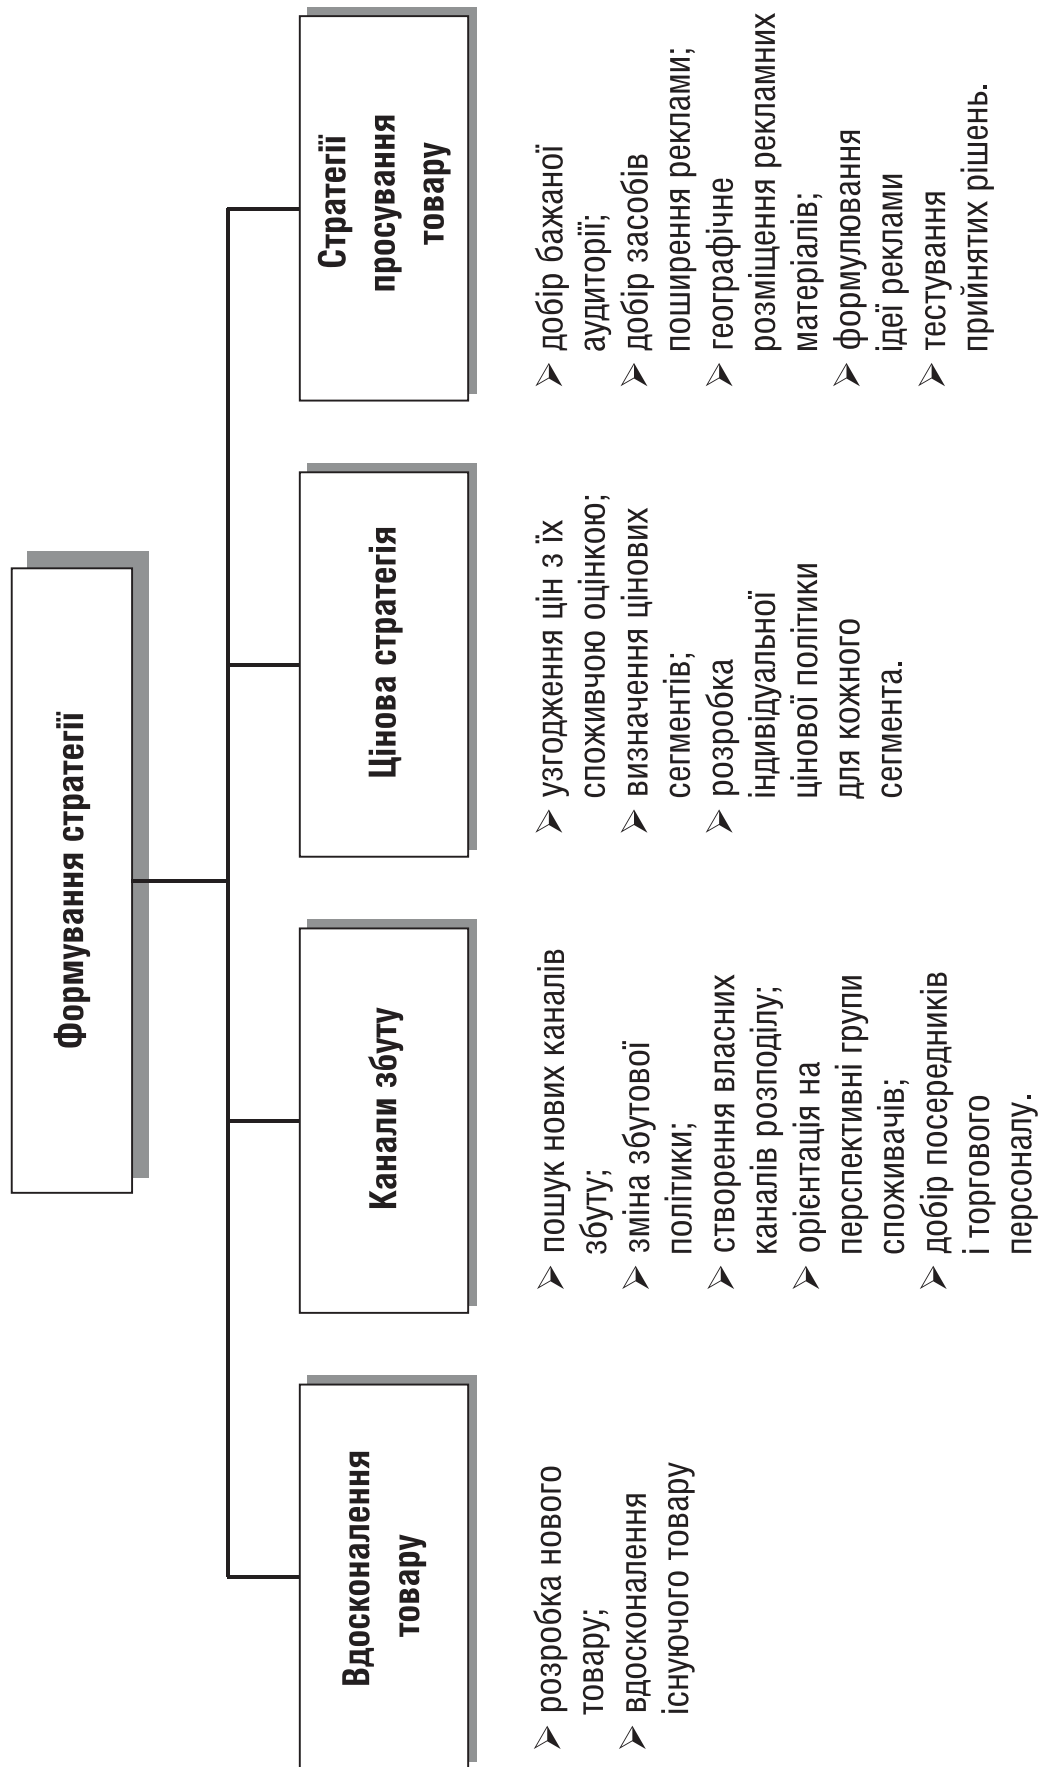 Формування стратегії
Вдосконалення
товару
➢ розробка нового
товару;
➢ вдосконалення
існуючого товару
Канали збуту
➢ пошук нових каналів
збуту;
➢ зміна збутової
політики;
➢ створення власних
каналів розподілу;
➢ орієнтація на
перспективні групи
споживачів;
➢ добір посередників
і торгового
персоналу.
Цінова стратегія
➢ узгодження цін з їх
споживчою оцінкою;
➢ визначення цінових
сегментів;
➢ розробка
індивідуальної
цінової політики
для кожного
сегмента.
Стратегії
просування
товару
➢ добір бажаної
аудиторії;
➢ добір засобів
поширення реклами;
➢ географічне
розміщення рекламних
матеріалів;
➢ формулювання
ідеї реклами
➢ тестування
прийнятих рішень.